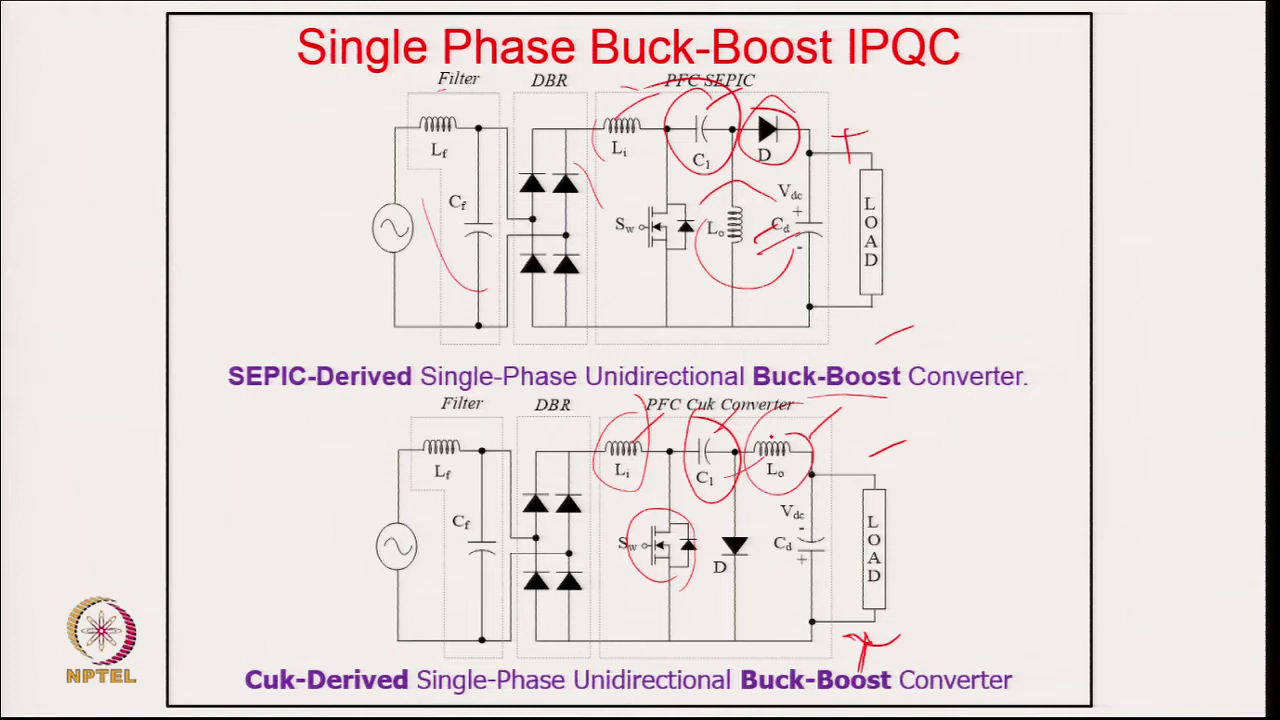 Single Phase Buck-Boost IPQC
Filter DBR PFC SEPIC
Lf Li C1 D
Cf Sw Lo Vdc + Cd - LOAD
+
SEPIC-Derived Single-Phase Unidirectional Buck-Boost Converter.
Filter DBR PFC Cuk Converter
Lf Li C1 Lo
Cf Sw D Vdc - Cd + LOAD
+
Cuk-Derived Single-Phase Unidirectional Buck-Boost Converter
NPTEL